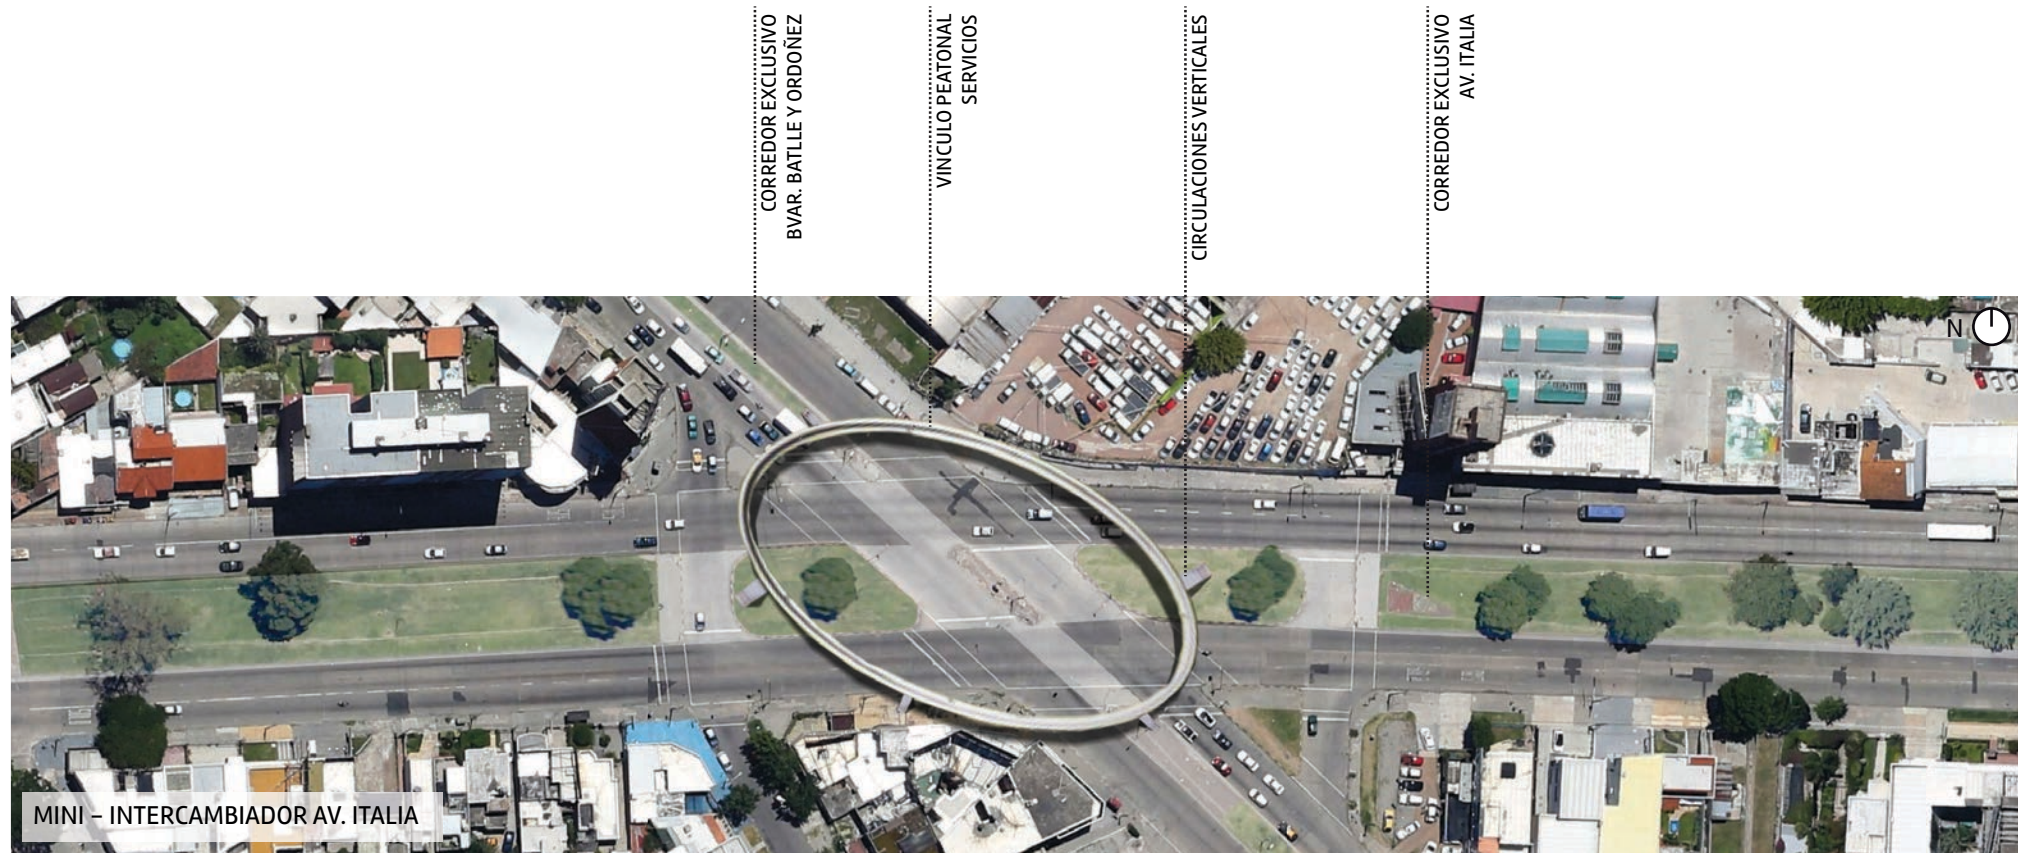 CORREDOR EXCLUSIVO
BVAR. BATLLE Y ORDOÑEZ
VINCULO PEATONAL
SERVICIOS
CIRCULACIONES VERTICALES
CORREDOR EXCLUSIVO
AV. ITALIA
N
MINI – INTERCAMBIADOR AV. ITALIA